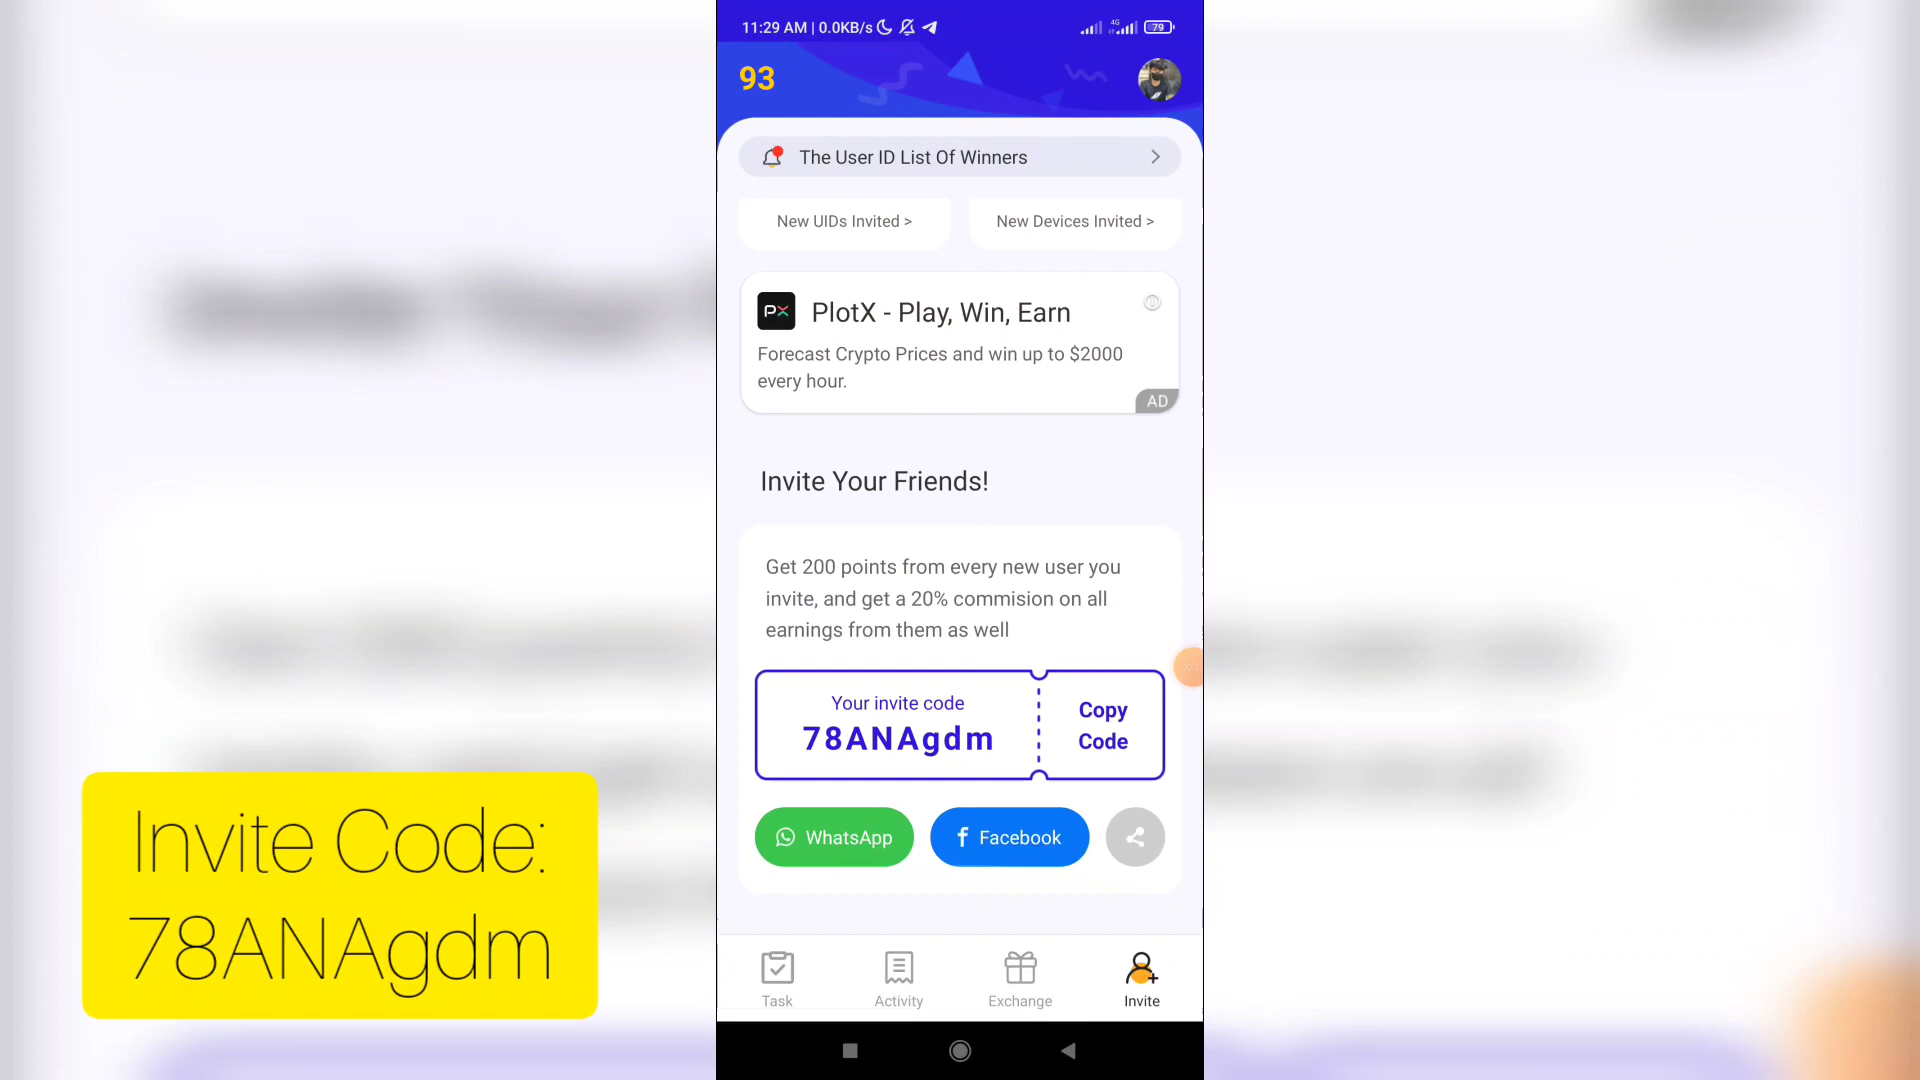 11:29 AM | 0.0KB/s
4G
79
93
The User ID List Of Winners
New UIDs Invited >
New Devices Invited >
PX
PlotX - Play, Win, Earn
Forecast Crypto Prices and win up to $2000
every hour.
AD
Invite Your Friends!
Get 200 points from every new user you
invite, and get a 20% commision on all
earnings from them as well
Your invite code
78ANAgdm
Copy
Code
WhatsApp
Facebook
Task
Activity
Exchange
Invite
Invite Code:
78ANAgdm